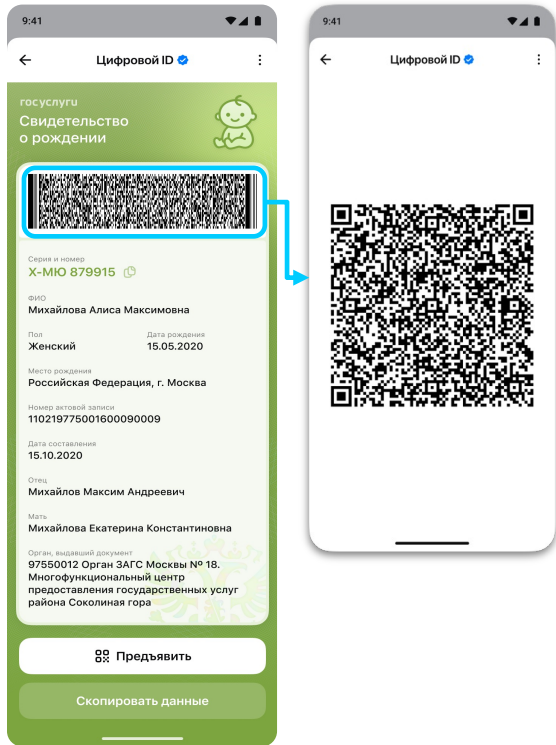 9:41
Цифровой ID
госуслуги
Свидетельство
о рождении
Серия и номер
X-МЮ 879915
ФИО
Михайлова Алиса Максимовна
Пол
Дата рождения
Женский
15.05.2020
Место рождения
Российская Федерация, г. Москва
Номер актовой записи
110219775001600090009
Дата составления
15.10.2020
Отец
Михайлов Максим Андреевич
Мать
Михайлова Екатерина Константиновна
Орган, выдавший документ
97550012 Орган ЗАГС Москвы № 18.
Многофункциональный центр
предоставления государственных услуг
района Соколиная гора
Предъявить
Скопировать данные
9:41
Цифровой ID